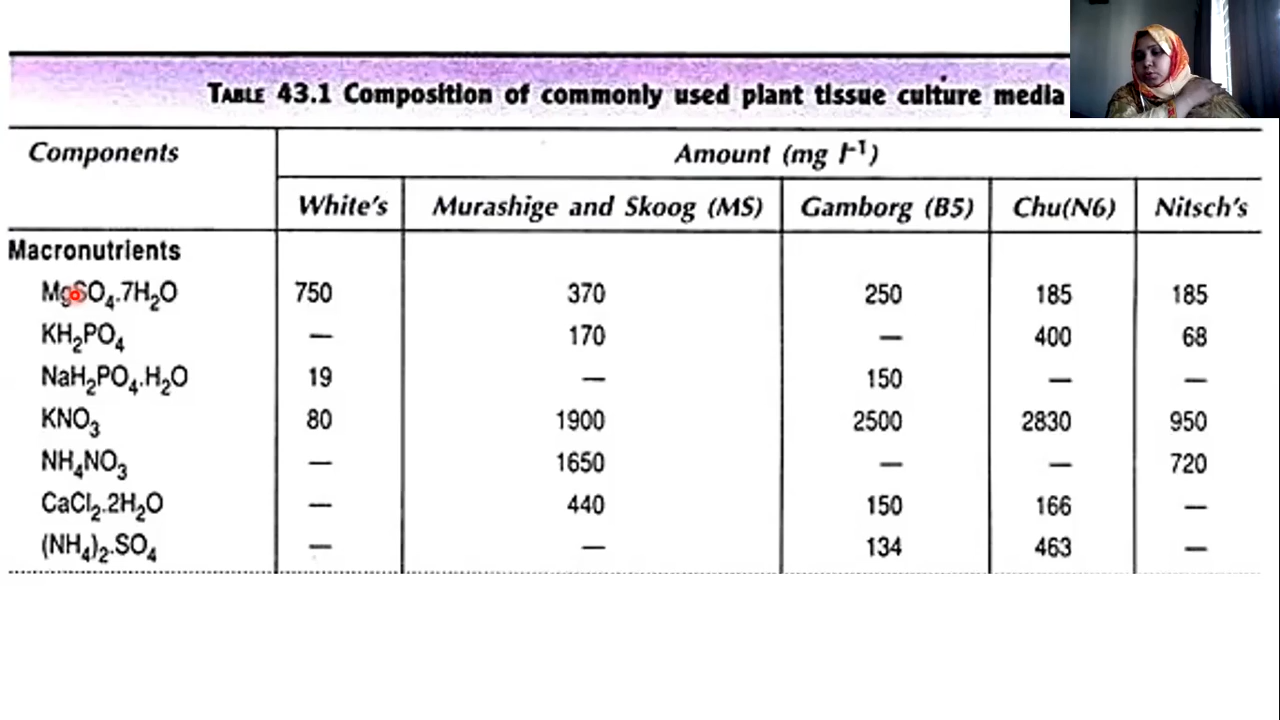 TABLE 43.1 Composition of commonly used plant tissue culture media
Components Amount (mg l⁻¹)
White's Murashige and Skoog (MS) Gamborg (B5) Chu(N6) Nitsch's
Macronutrients
MgSO₄.7H₂O 750 370 250 185 185
KH₂PO₄ — 170 — 400 68
NaH₂PO₄.H₂O 19 — 150 — —
KNO₃ 80 1900 2500 2830 950
NH₄NO₃ — 1650 — — 720
CaCl₂.2H₂O — 440 150 166 —
(NH₄)₂.SO₄ — — 134 463 —